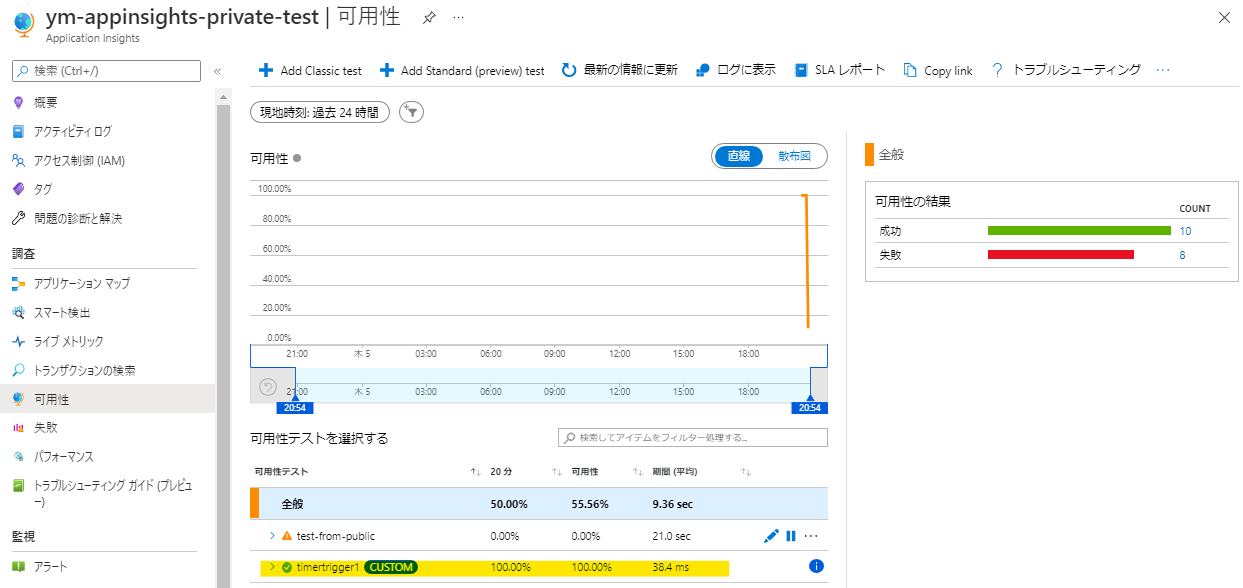 ym-appinsights-private-test | 可用性
Application Insights
検索 (Ctrl+/)
概要
アクティビティ ログ
アクセス制御 (IAM)
タグ
問題の診断と解決
調査
アプリケーション マップ
スマート検出
ライブ メトリック
トランザクションの検索
可用性
失敗
パフォーマンス
トラブルシューティング ガイド (プレビュ
ー)
監視
アラート
Add Classic test Add Standard (preview) test 最新の情報に更新 ログに表示 SLA レポート Copy link トラブルシューティング
現地時刻: 過去 24 時間
可用性 直線 散布図
100.00%
80.00%
60.00%
40.00%
20.00%
0.00%
21:00 木 5 03:00 06:00 09:00 12:00 15:00 18:00
21:00 木 5 03:00 06:00 09:00 12:00 15:00 18:00
20:54 20:54
可用性テストを選択する 検索してアイテムをフィルター処理する...
可用性テスト 20 分 可用性 期間 (平均)
全般 50.00% 55.56% 9.36 sec
test-from-public 0.00% 0.00% 21.0 sec
timertrigger1 CUSTOM 100.00% 100.00% 38.4 ms
全般
可用性の結果
COUNT
成功 10
失敗 8